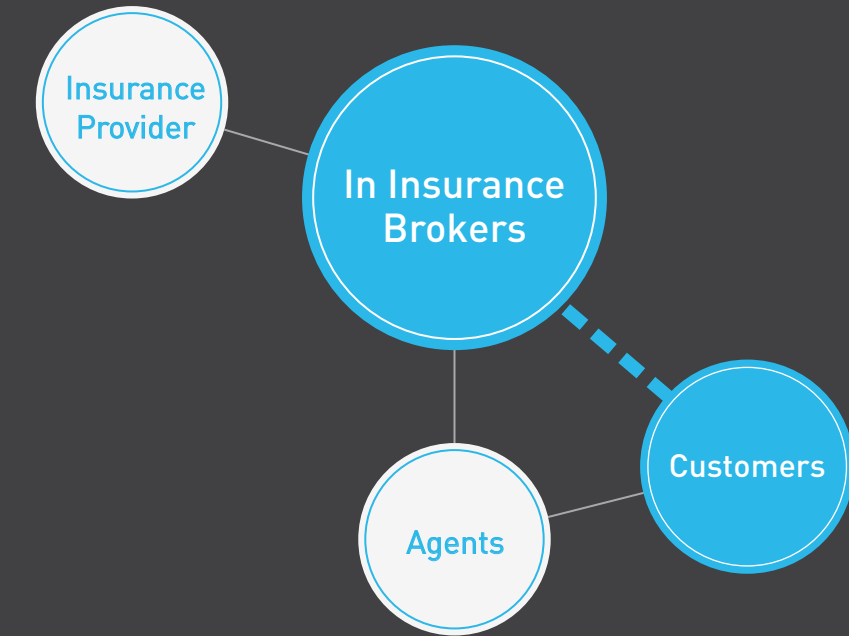 Insurance
Provider
In Insurance
Brokers
Customers
Agents